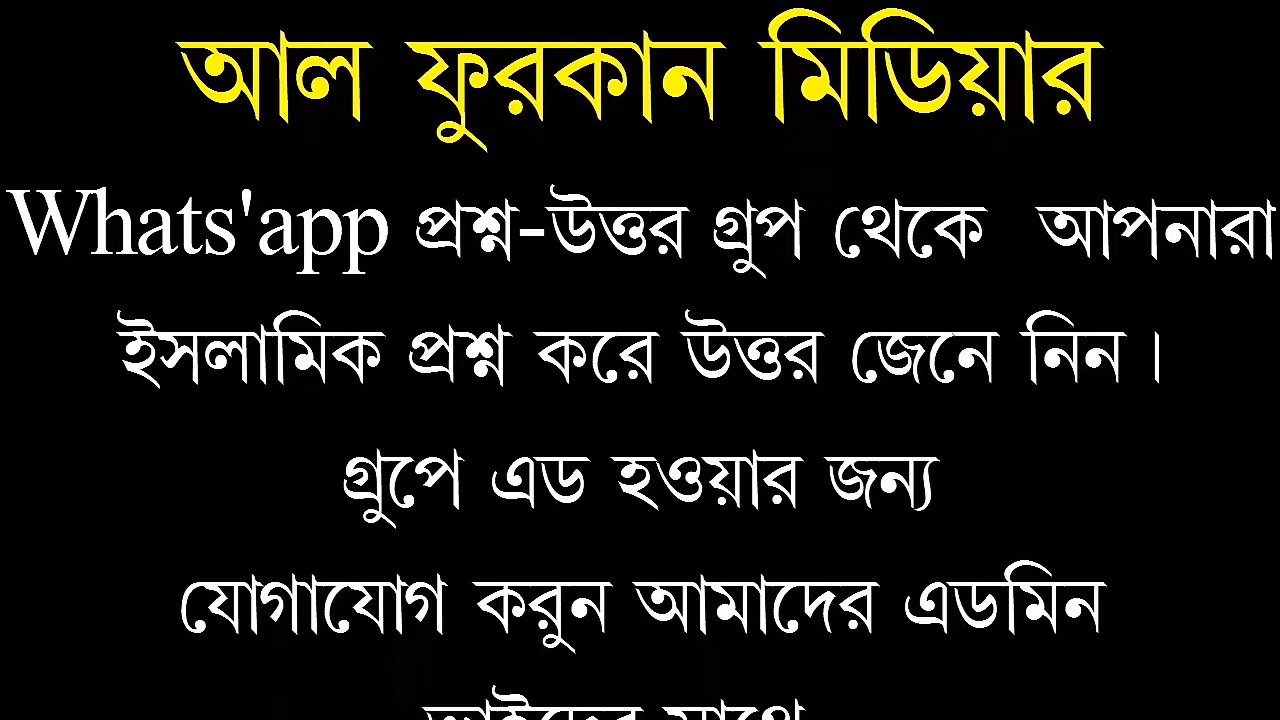 আল ফুরকান মিডিয়ার
Whats'app প্রশ্ন-উত্তর গ্রুপ থেকে আপনারা
ইসলামিক প্রশ্ন করে উত্তর জেনে নিন।
গ্রুপে এড হওয়ার জন্য
যোগাযোগ করুন আমাদের এডমিন
ভাইদের সাথে